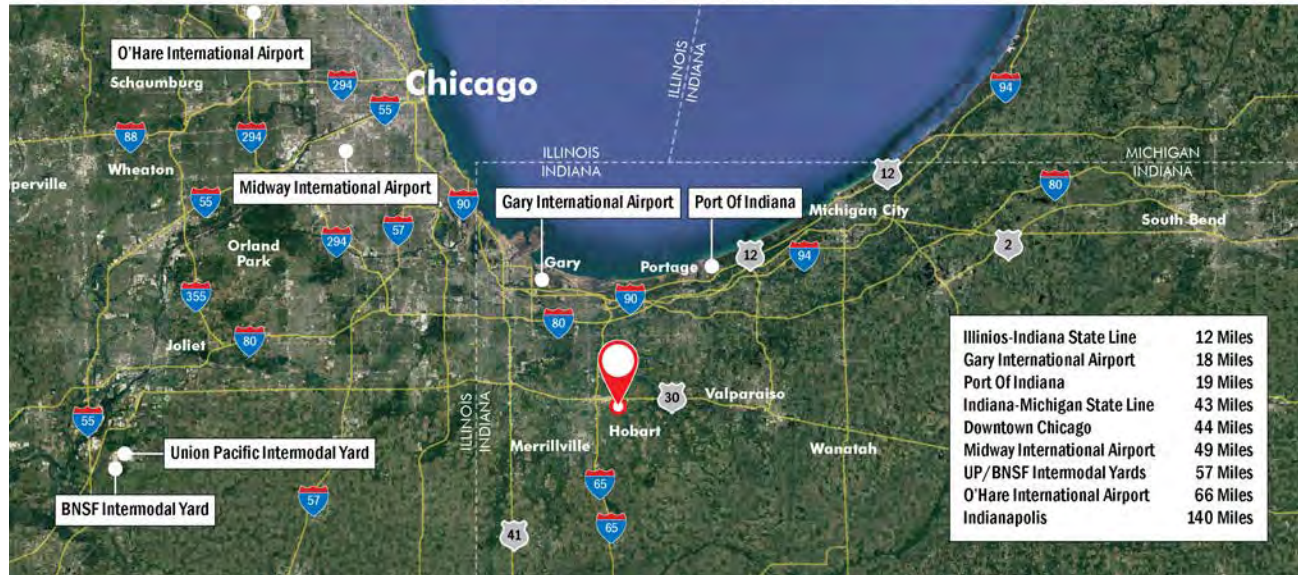 O'Hare International Airport
Schaumburg
Chicago
294
55
88
294
Wheaton
perville
Midway International Airport
55
Orland
Park
294
57
90
355
Joliet
80
55
Union Pacific Intermodal Yard
BNSF Intermodal Yard
57
ILLINOIS
INDIANA
ILLINOIS
INDIANA
ILLINOIS
INDIANA
94
MICHIGAN
INDIANA
12
80
Gary International Airport
Port Of Indiana
Michigan City
South Bend
Gary
Portage
12
94
2
90
80
30
Valparaiso
Hobart
Merrillville
Wanatah
65
65
41
Illinios-Indiana State Line 12 Miles
Gary International Airport 18 Miles
Port Of Indiana 19 Miles
Indiana-Michigan State Line 43 Miles
Downtown Chicago 44 Miles
Midway International Airport 49 Miles
UP/BNSF Intermodal Yards 57 Miles
O'Hare International Airport 66 Miles
Indianapolis 140 Miles